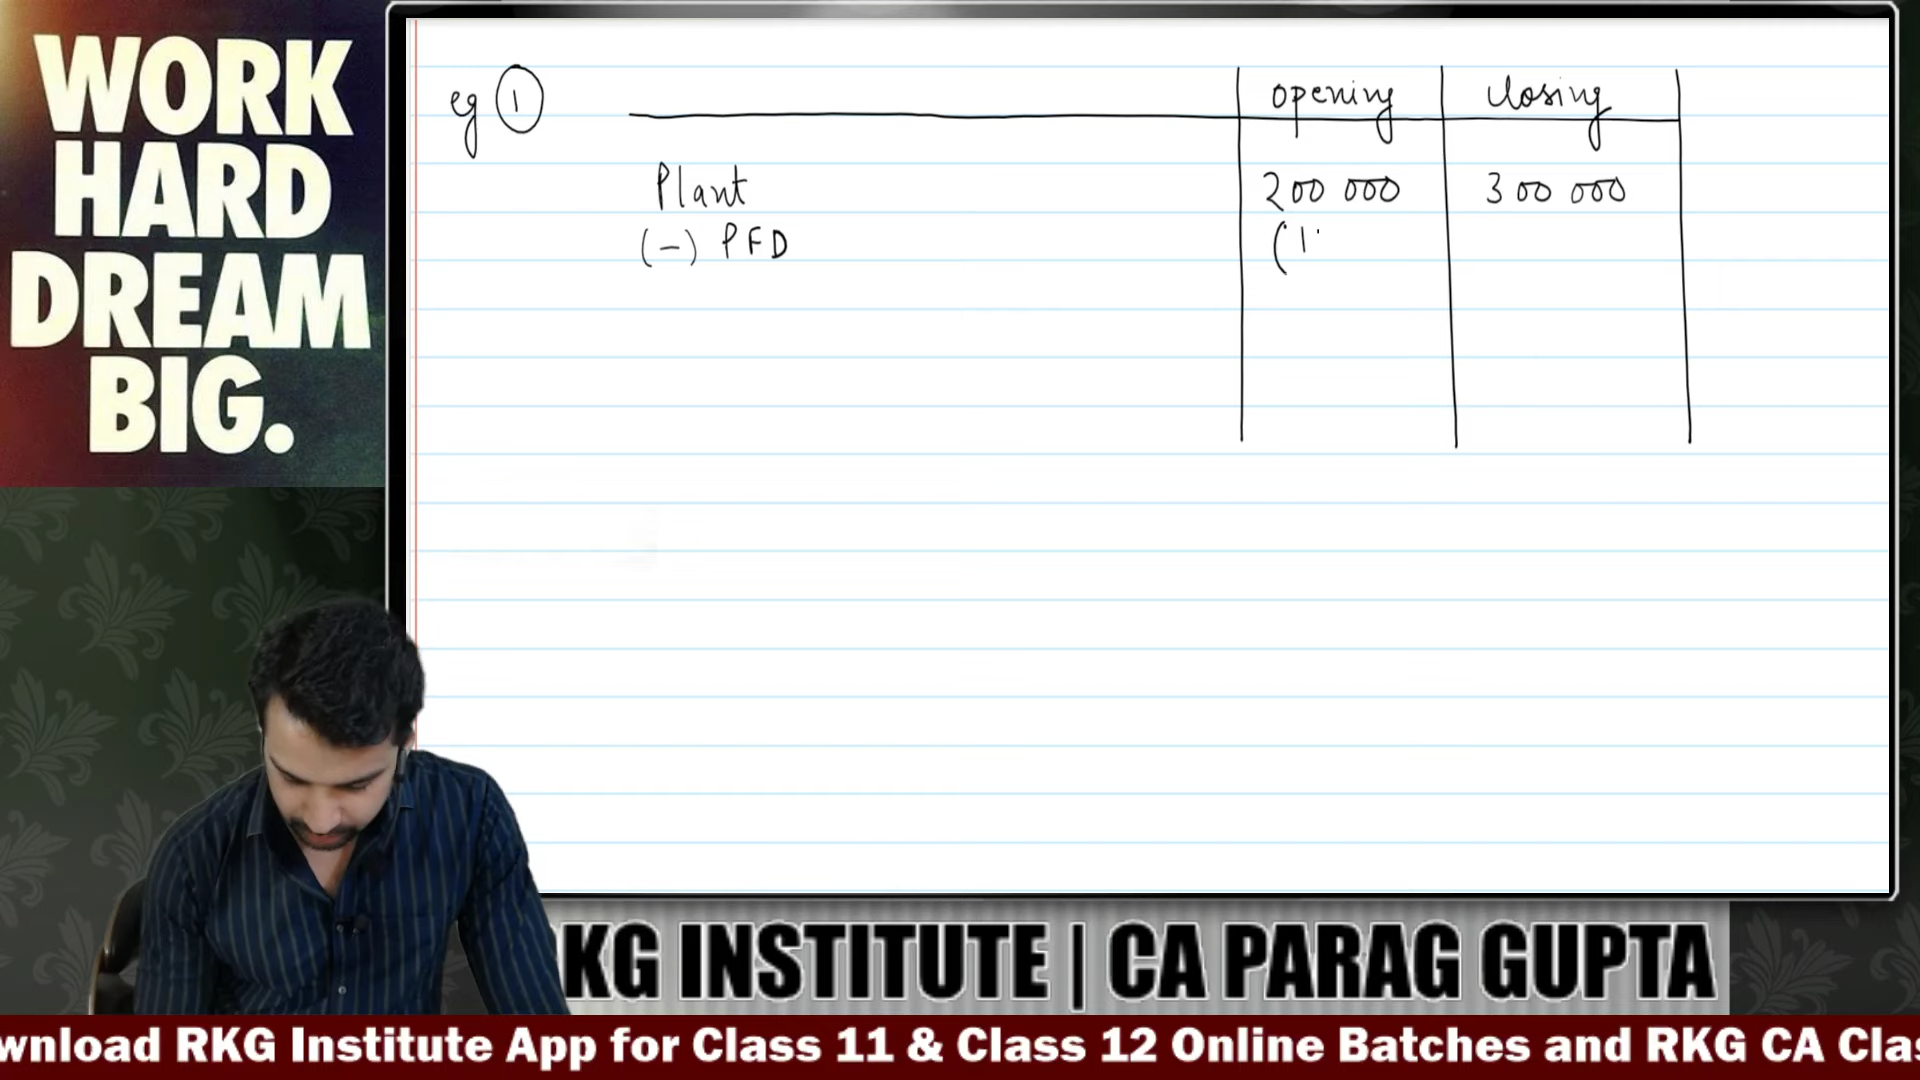 WORK
HARD
DREAM
BIG.
eg ① opening closing
Plant 200 000 300 000
(-) PFD (1
KG INSTITUTE | CA PARAG GUPTA
wnload RKG Institute App for Class 11 & Class 12 Online Batches and RKG CA Clas